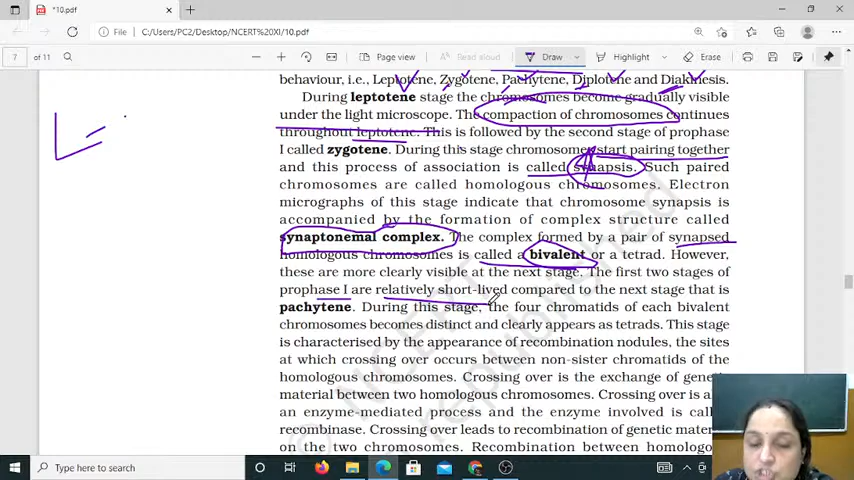 10.pdf
File | C:/Users/PC2/Desktop/NCERT XI/10.pdf
7 of 11
Page view
Read aloud
Draw
Highlight
Erase
behaviour, i.e., Leptotene, Zygotene, Pachytene, Diplotene and Diakinesis.
During leptotene stage the chromosomes become gradually visible
under the light microscope. The compaction of chromosomes continues
throughout leptotene. This is followed by the second stage of prophase
I called zygotene. During this stage chromosomes start pairing together
and this process of association is called synapsis. Such paired
chromosomes are called homologous chromosomes. Electron
micrographs of this stage indicate that chromosome synapsis is
accompanied by the formation of complex structure called
synaptonemal complex. The complex formed by a pair of synapsed
homologous chromosomes is called a bivalent or a tetrad. However,
these are more clearly visible at the next stage. The first two stages of
prophase I are relatively short-lived compared to the next stage that is
pachytene. During this stage, the four chromatids of each bivalent
chromosomes becomes distinct and clearly appears as tetrads. This stage
is characterised by the appearance of recombination nodules, the sites
at which crossing over occurs between non-sister chromatids of the
homologous chromosomes. Crossing over is the exchange of genetic
material between two homologous chromosomes. Crossing over is al
an enzyme-mediated process and the enzyme involved is call
recombinase. Crossing over leads to recombination of genetic mater
on the two chromosomes. Recombination between homologo
© NCERT
republished
Type here to search